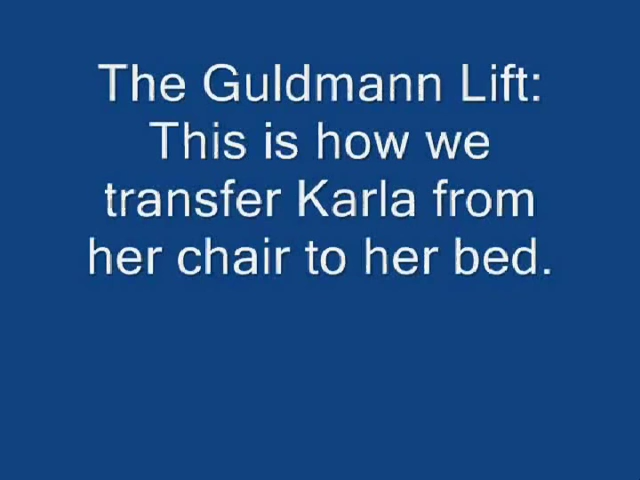 The Guldmann Lift:
This is how we
transfer Karla from
her chair to her bed.